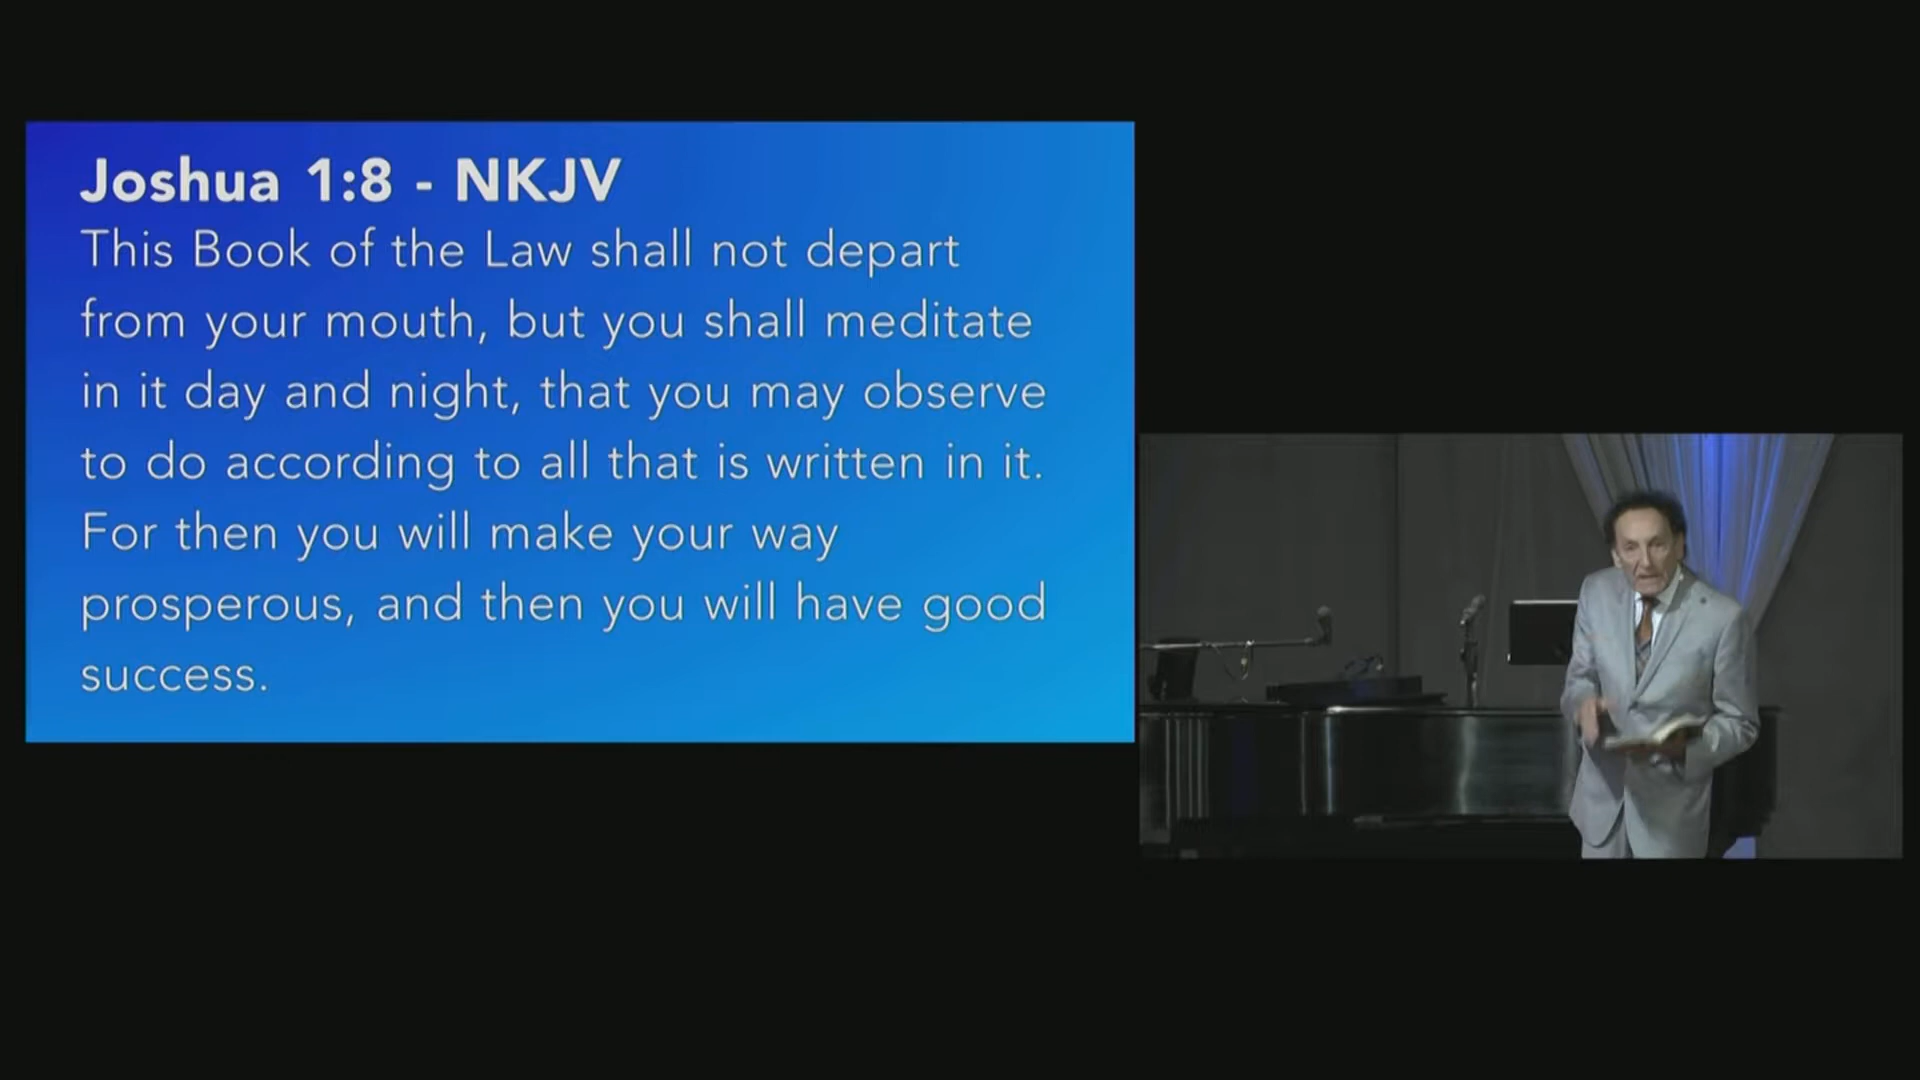 Joshua 1:8 - NKJV
This Book of the Law shall not depart
from your mouth, but you shall meditate
in it day and night, that you may observe
to do according to all that is written in it.
For then you will make your way
prosperous, and then you will have good
success.